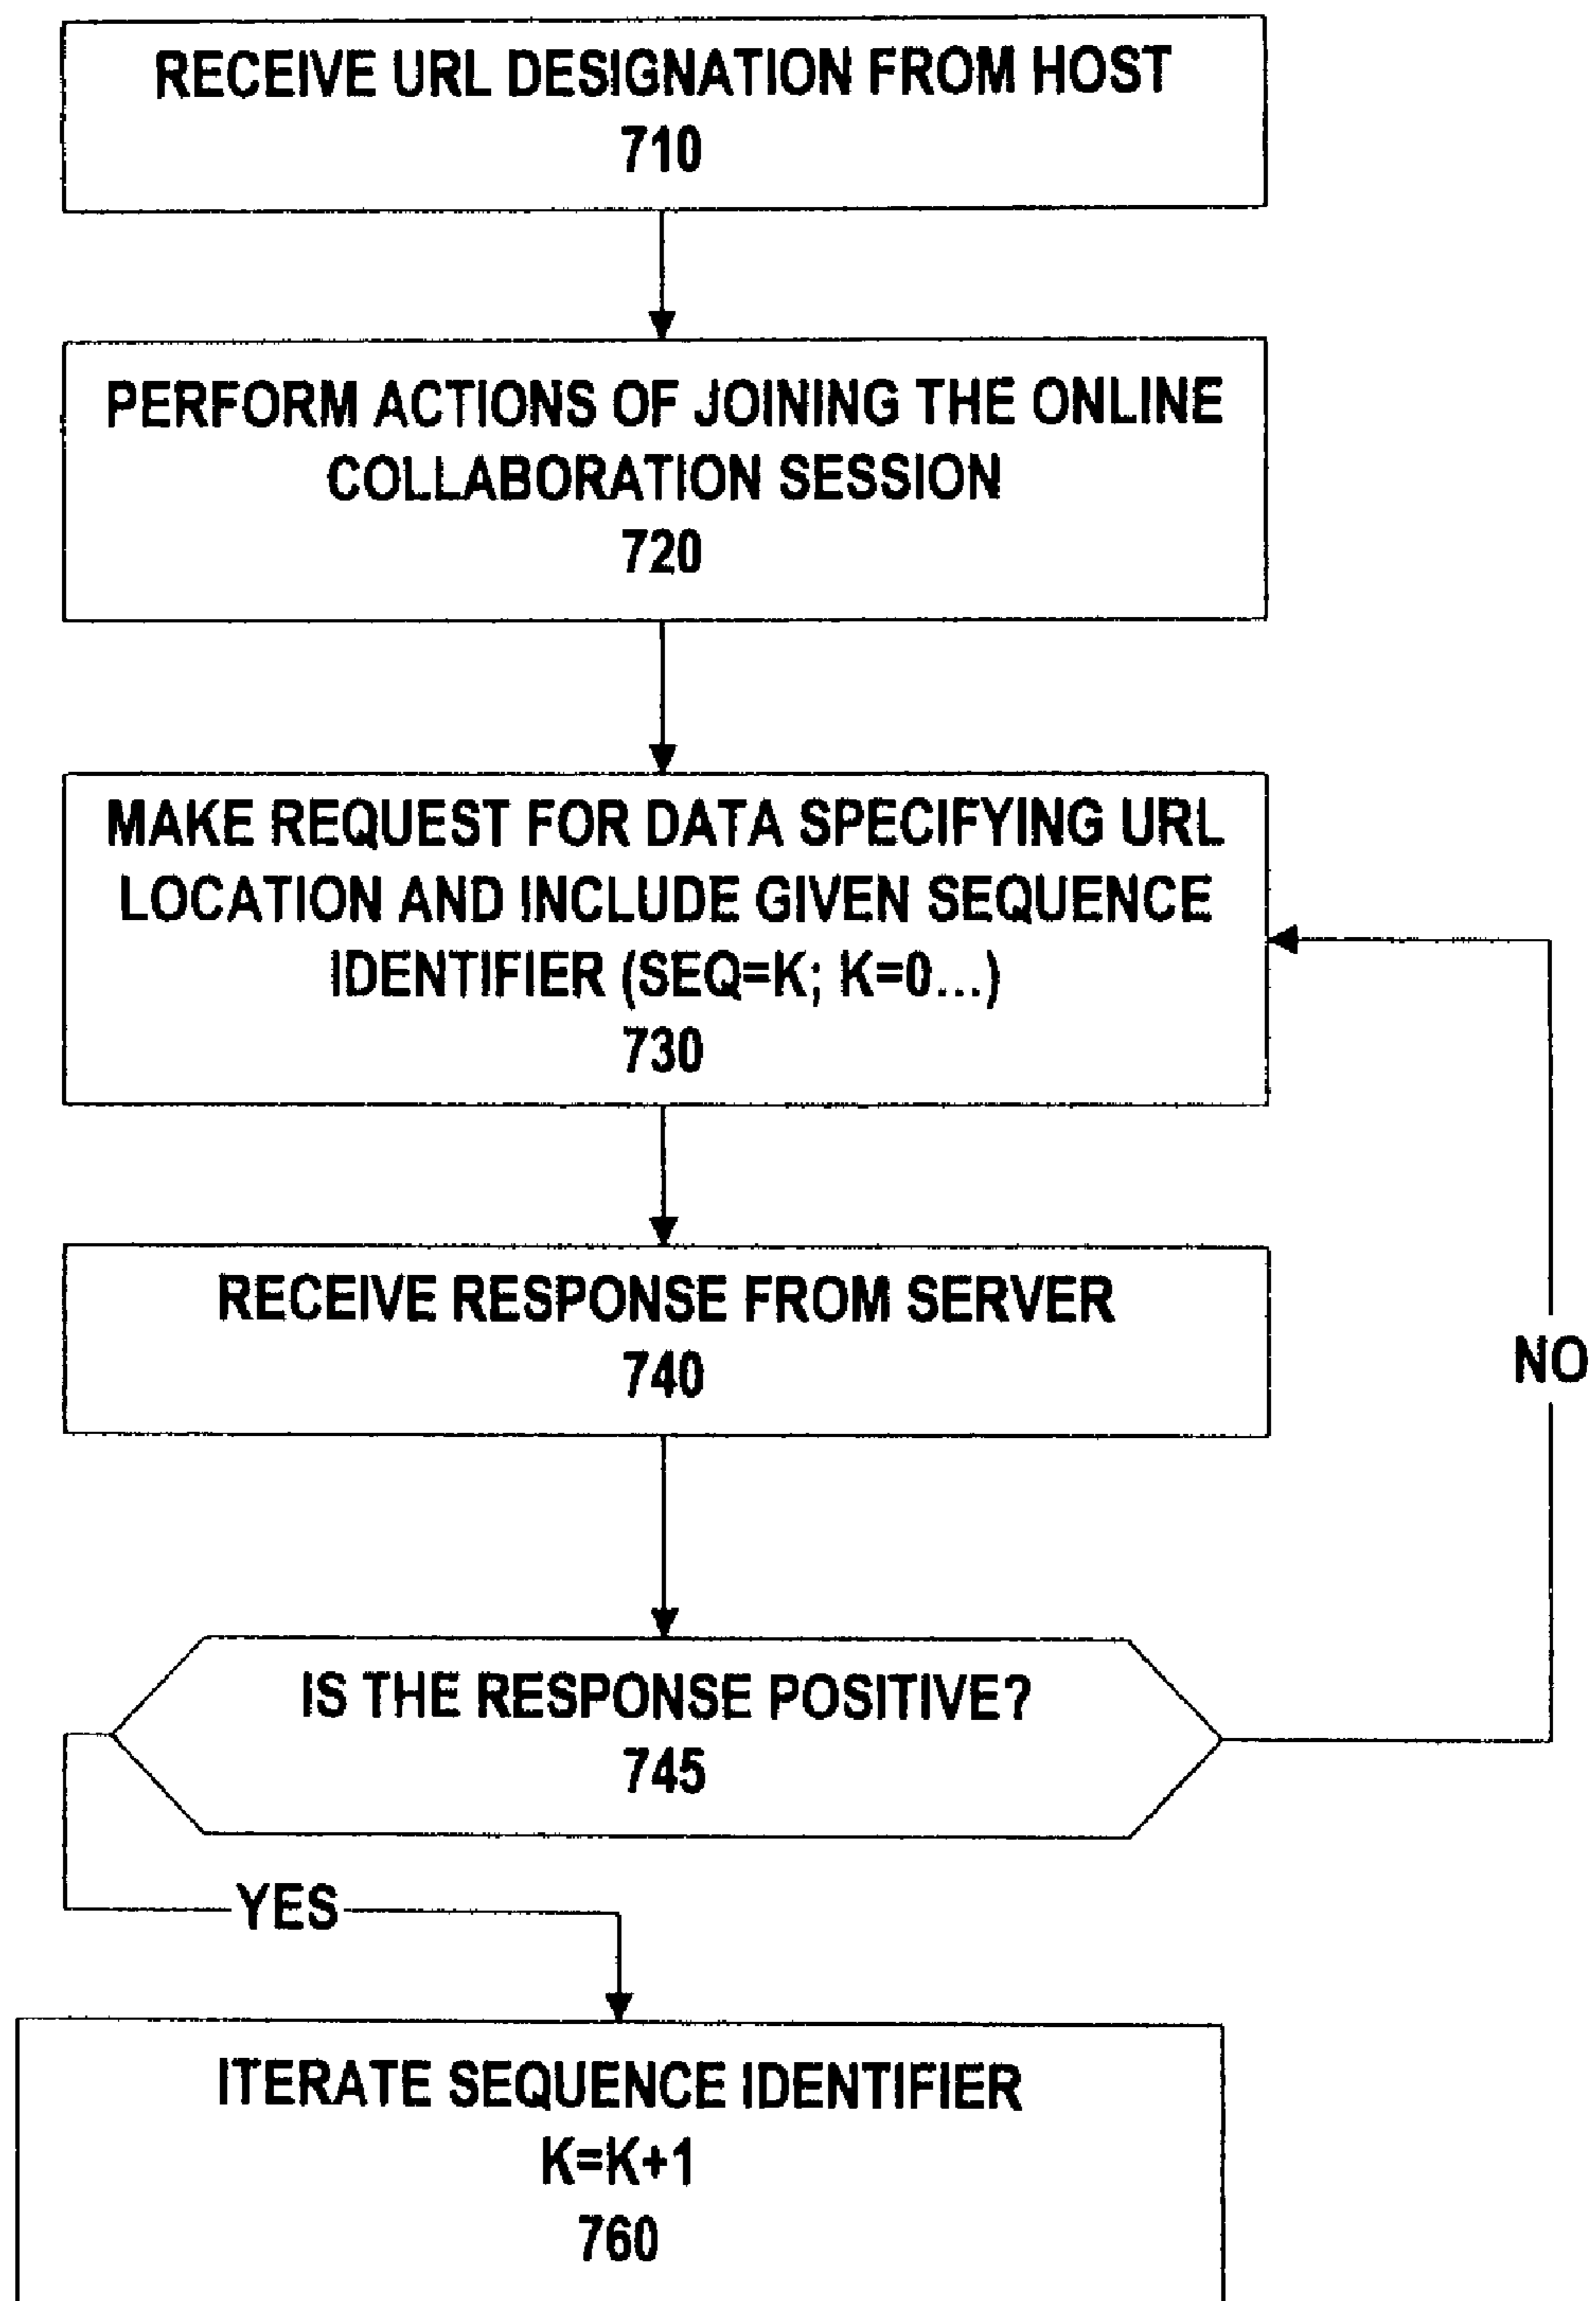 RECEIVE URL DESIGNATION FROM HOST
710
PERFORM ACTIONS OF JOINING THE ONLINE
COLLABORATION SESSION
720
MAKE REQUEST FOR DATA SPECIFYING URL
LOCATION AND INCLUDE GIVEN SEQUENCE
IDENTIFIER (SEQ=K; K=0...)
730
RECEIVE RESPONSE FROM SERVER
740
NO
IS THE RESPONSE POSITIVE?
745
YES
ITERATE SEQUENCE IDENTIFIER
K=K+1
760